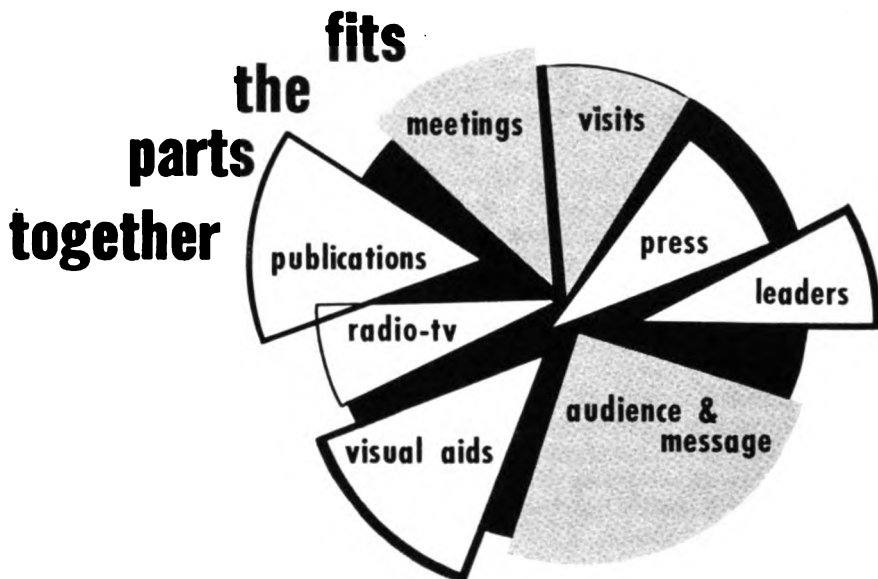 fits
the
parts
together
meetings
visits
press
leaders
audience &
message
visual aids
radio-tv
publications